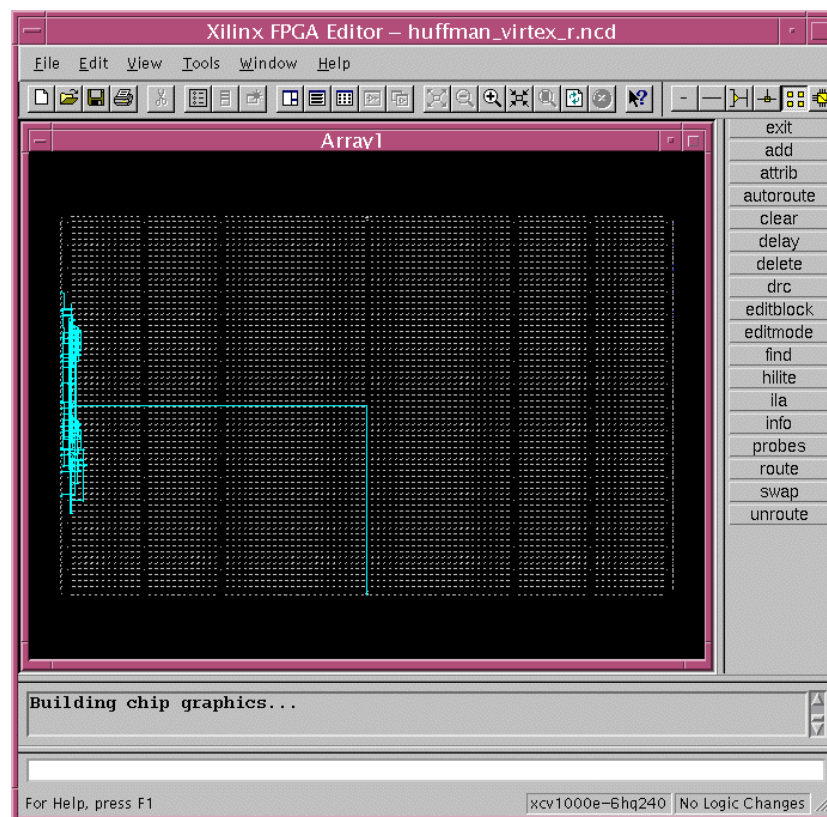 Xilinx FPGA Editor – huffman_virtex_r.ncd
File Edit View Tools Window Help
Array1
exit
add
attrib
autoroute
clear
delay
delete
drc
editblock
editmode
find
hilite
ila
info
probes
route
swap
unroute
Building chip graphics...
For Help, press F1 xcv1000e-6hq240 No Logic Changes